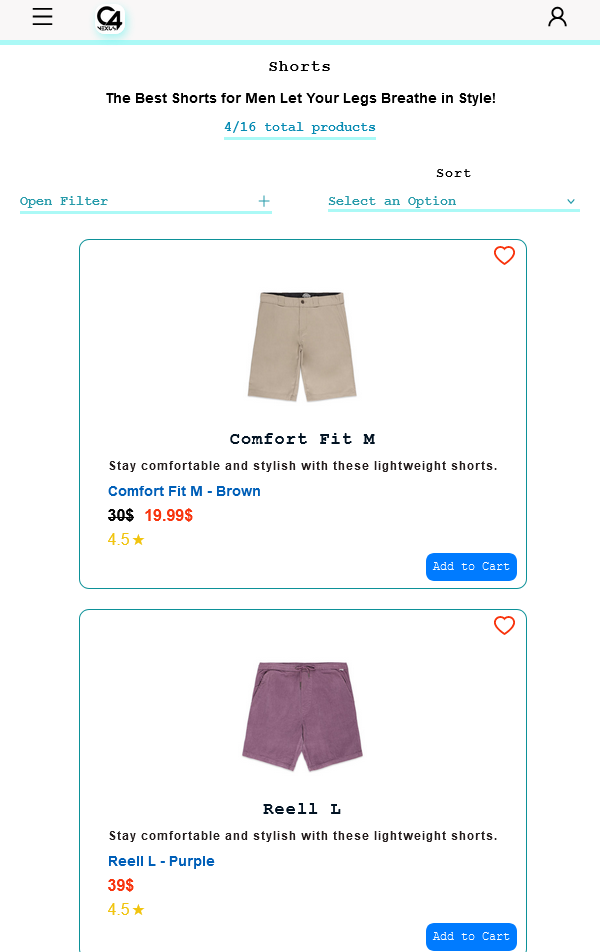 C4
NEXUS
Shorts
The Best Shorts for Men Let Your Legs Breathe in Style!
4/16 total products
Sort
Open Filter
Select an Option
Comfort Fit M
Stay comfortable and stylish with these lightweight shorts.
Comfort Fit M - Brown
30$ 19.99$
4.5★
Add to Cart
Reell L
Stay comfortable and stylish with these lightweight shorts.
Reell L - Purple
39$
4.5★
Add to Cart